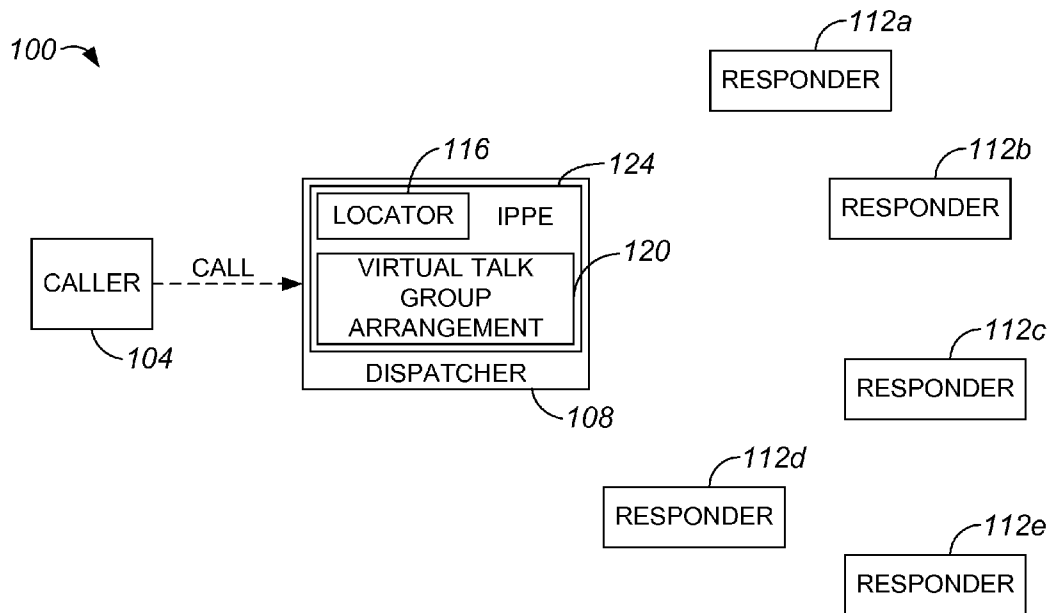 100
112a
RESPONDER
116
124
112b
LOCATOR
IPPE
RESPONDER
120
CALLER
CALL
VIRTUAL TALK
GROUP
ARRANGEMENT
104
DISPATCHER
108
112c
RESPONDER
112d
RESPONDER
112e
RESPONDER